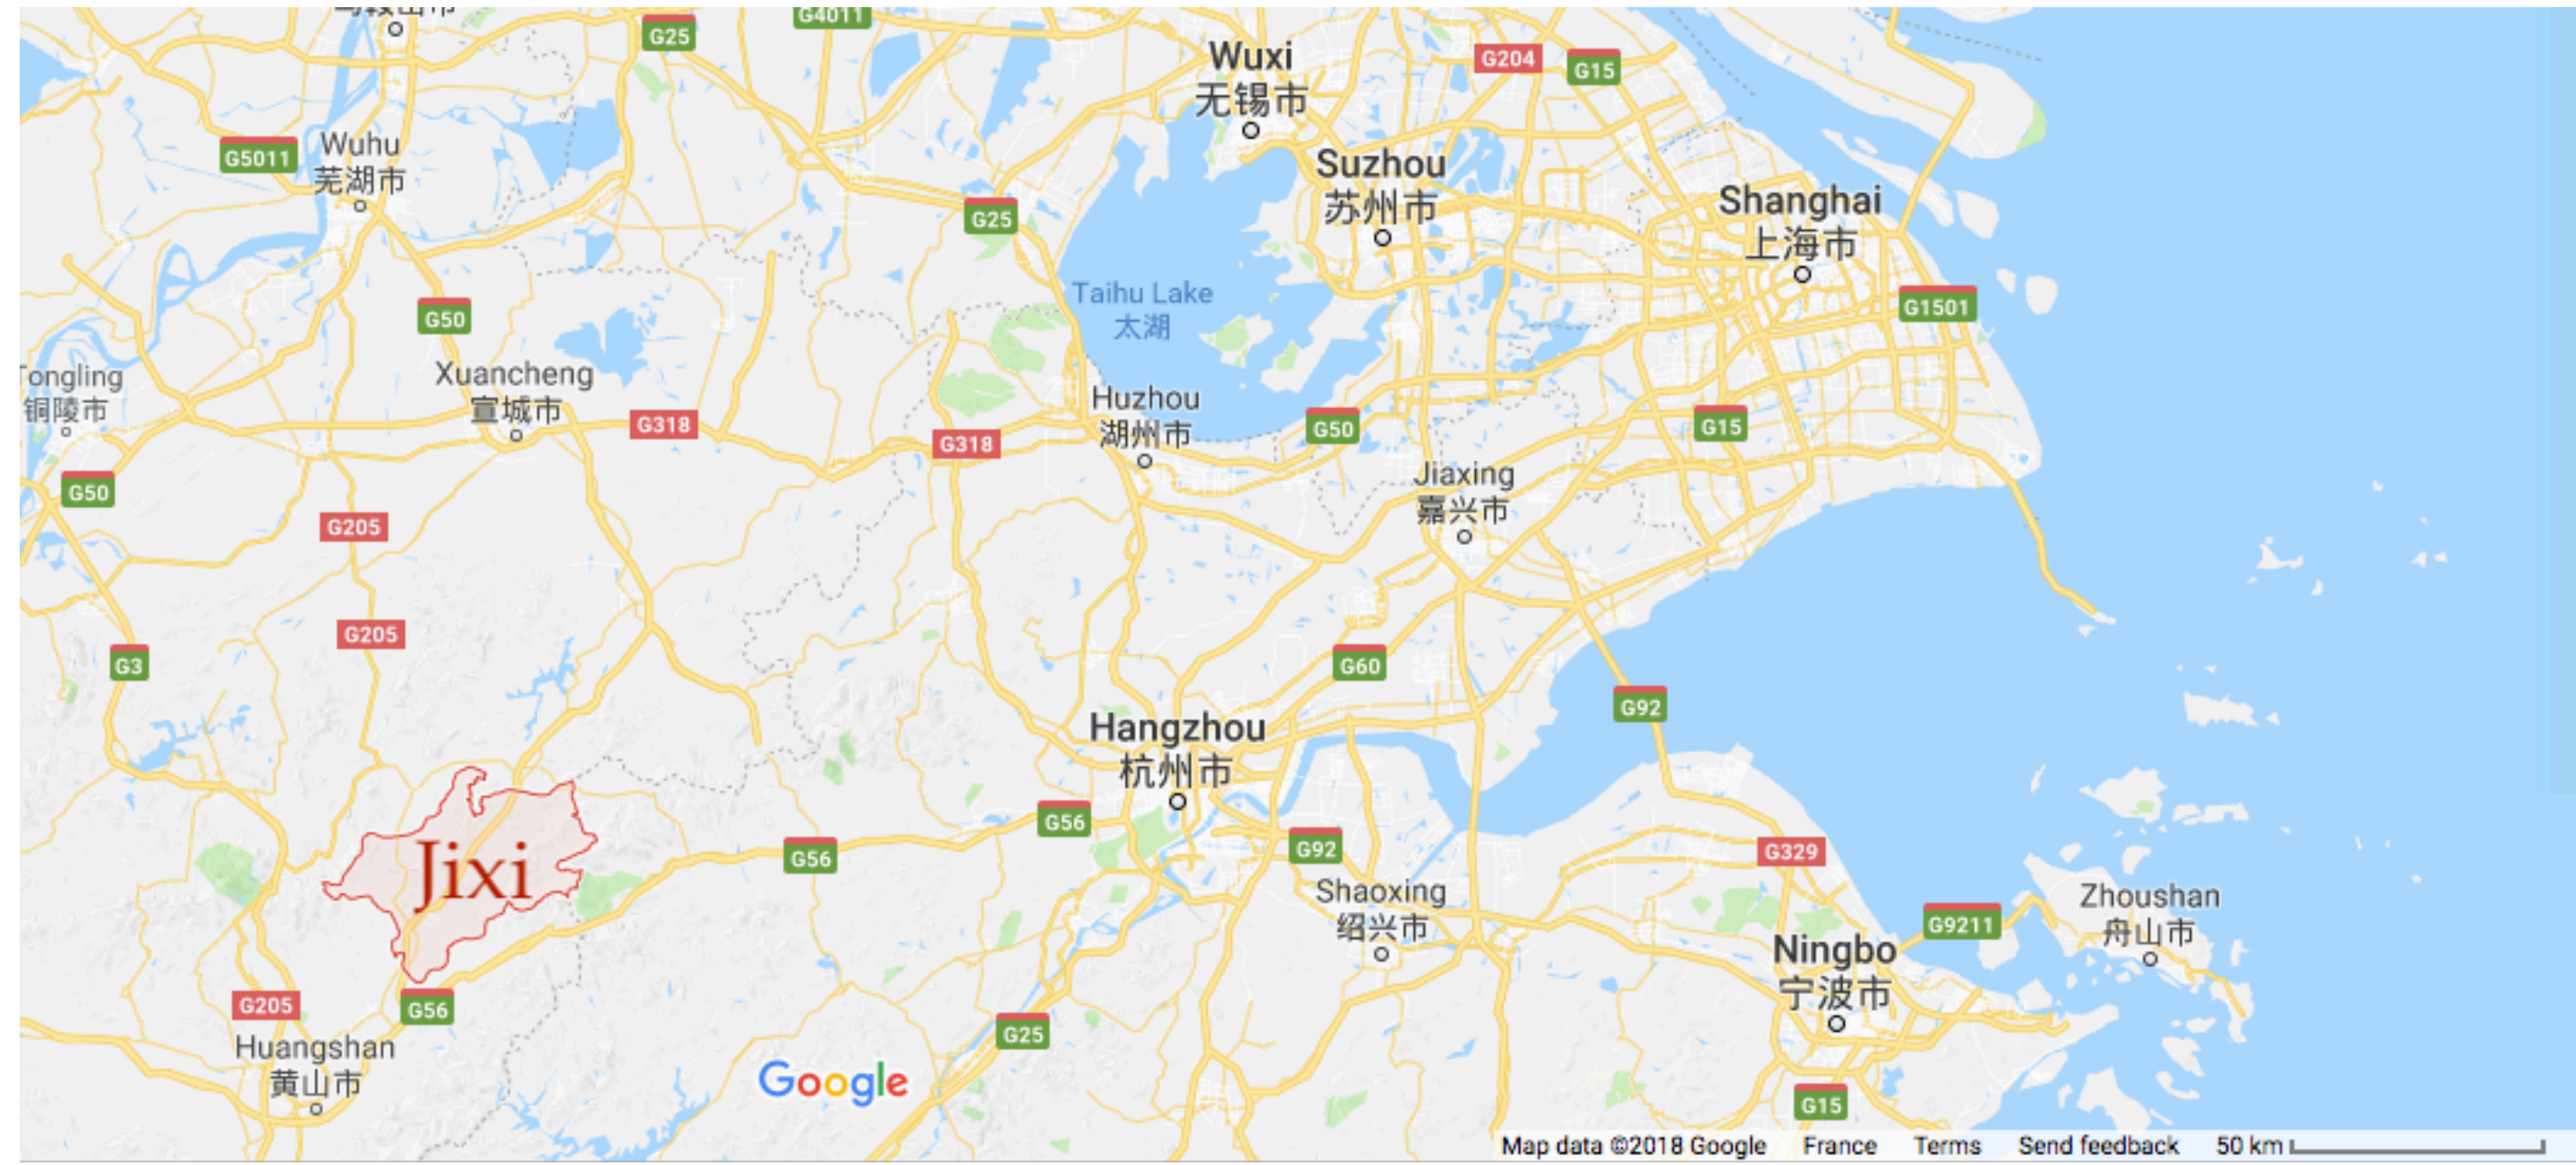 G4011
G25
Wuxi
无锡市
G204
G15
Wuhu
芜湖市
G5011
Suzhou
苏州市
Shanghai
上海市
G25
Taihu Lake
太湖
G50
G1501
Xuancheng
宣城市
Tongling
铜陵市
G318
G318
Huzhou
湖州市
G50
G15
G50
Jiaxing
嘉兴市
G205
G205
G3
G60
G92
Hangzhou
杭州市
G56
G56
G92
G329
Jixi
Shaoxing
绍兴市
Zhoushan
舟山市
G9211
Ningbo
宁波市
G205
G56
G25
Huangshan
黄山市
Google
G15
Map data ©2018 Google France Terms Send feedback 50 km